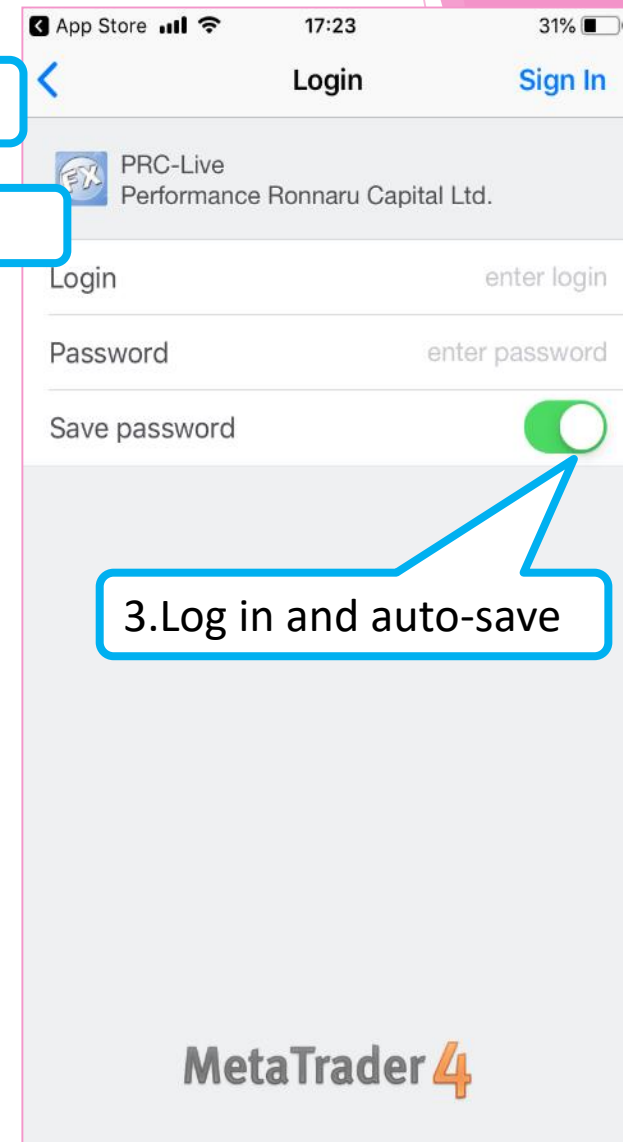 App Store 17:23 31%
Login Sign In
FX
PRC-Live
Performance Ronnaru Capital Ltd.
Login enter login
Password enter password
Save password
3.Log in and auto-save
MetaTrader 4